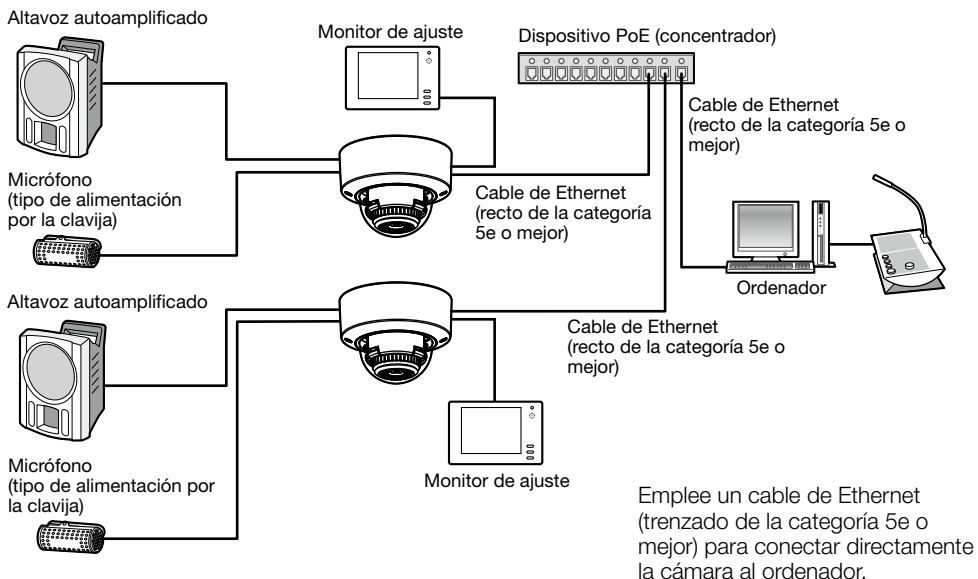 Altavoz autoamplificado
Monitor de ajuste
Dispositivo PoE (concentrador)
Cable de Ethernet
(recto de la categoría 5e o
mejor)
Micrófono
(tipo de alimentación
por la clavija)
Cable de Ethernet
(recto de la categoría
5e o mejor)
Ordenador
Altavoz autoamplificado
Cable de Ethernet
(recto de la categoría 5e o
mejor)
Micrófono
(tipo de alimentación por
la clavija)
Monitor de ajuste
Emplee un cable de Ethernet
(trenzado de la categoría 5e o
mejor) para conectar directamente
la cámara al ordenador.